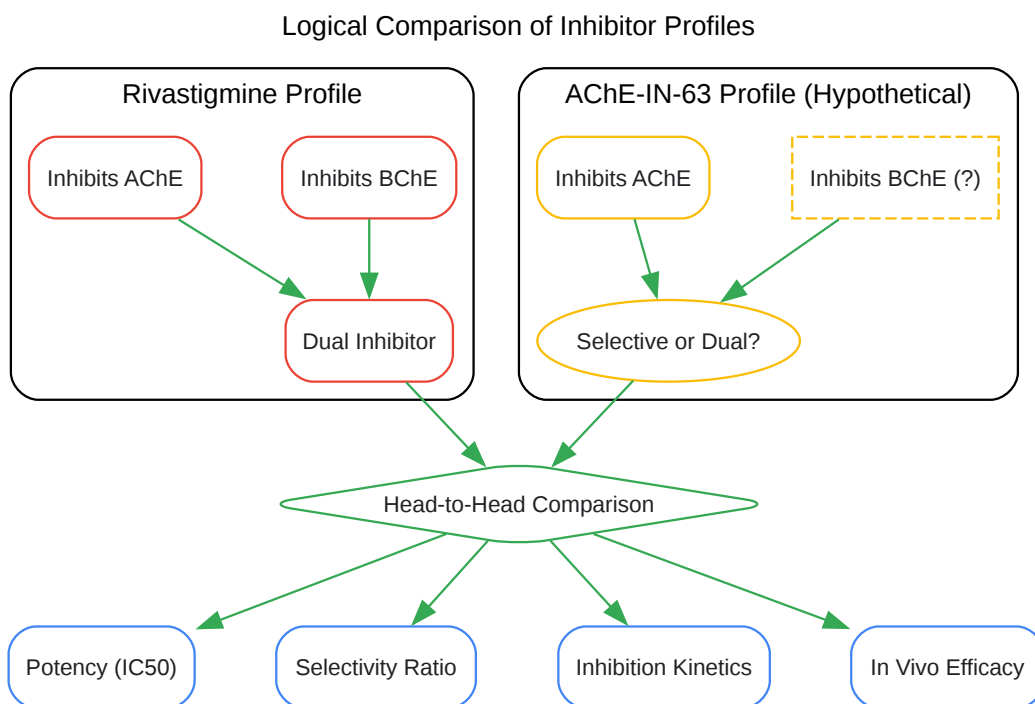 Logical Comparison of Inhibitor Profiles
Rivastigmine Profile
AChE-IN-63 Profile (Hypothetical)
Inhibits AChE
Inhibits BChE
Inhibits AChE
Inhibits BChE (?)
Dual Inhibitor
Selective or Dual?
Head-to-Head Comparison
Potency (IC50)
Selectivity Ratio
Inhibition Kinetics
In Vivo Efficacy